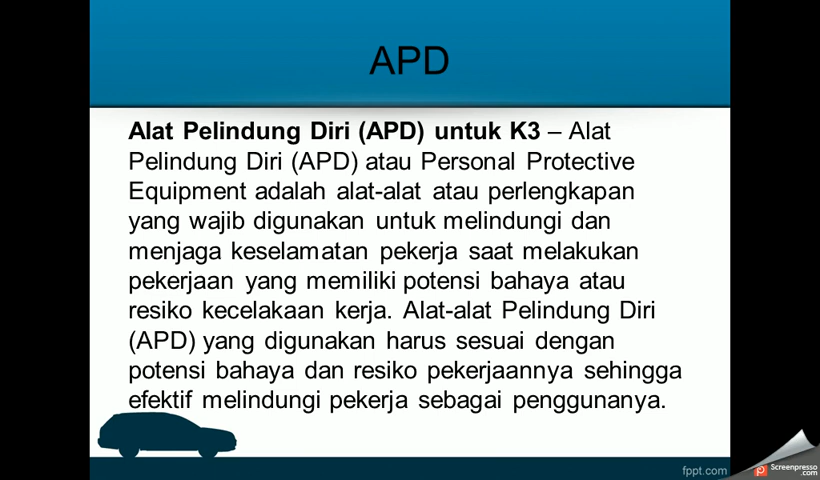 APD
Alat Pelindung Diri (APD) untuk K3 – Alat
Pelindung Diri (APD) atau Personal Protective
Equipment adalah alat-alat atau perlengkapan
yang wajib digunakan untuk melindungi dan
menjaga keselamatan pekerja saat melakukan
pekerjaan yang memiliki potensi bahaya atau
resiko kecelakaan kerja. Alat-alat Pelindung Diri
(APD) yang digunakan harus sesuai dengan
potensi bahaya dan resiko pekerjaannya sehingga
efektif melindungi pekerja sebagai penggunanya.
fppt.com
Screenpresso
.com